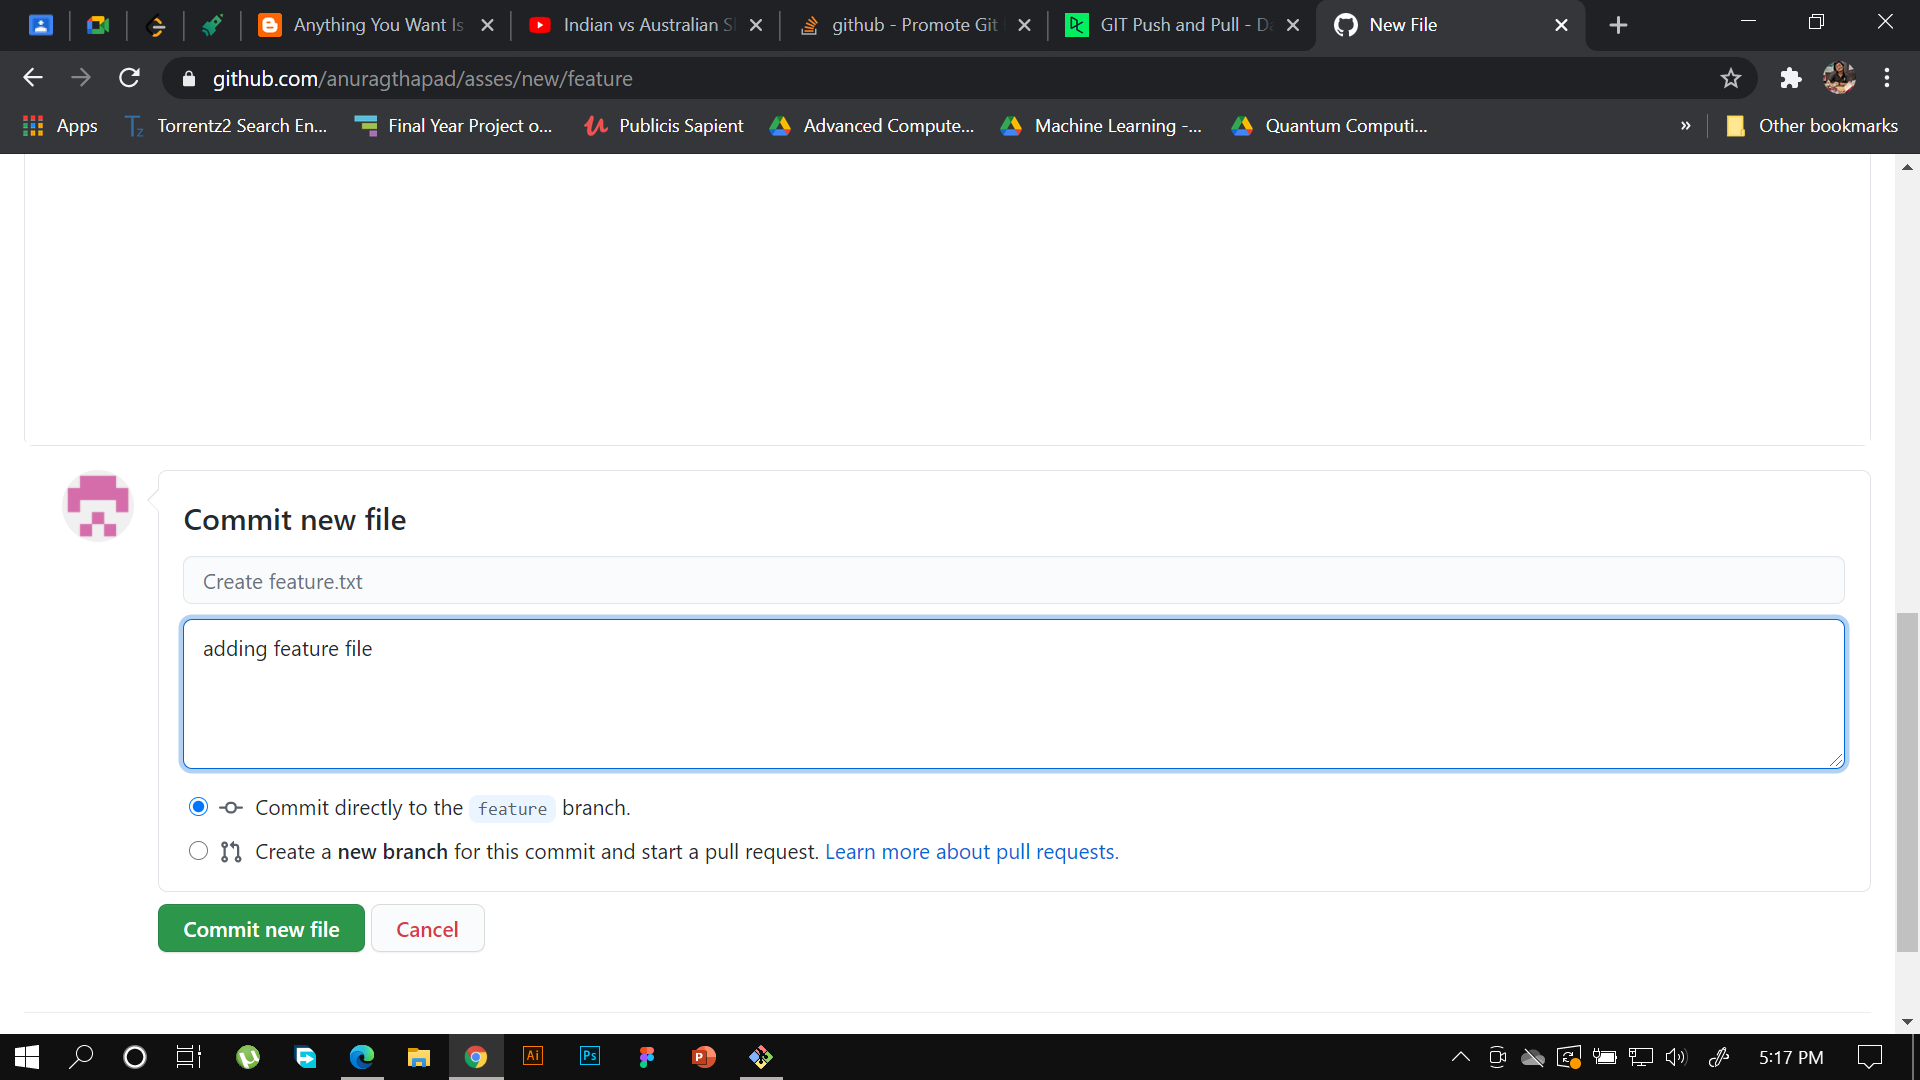 Anything You Want Is
Indian vs Australian S
github - Promote Git
GIT Push and Pull - Da
New File
github.com/anuragthapad/asses/new/feature
Apps
Tz
Torrentz2 Search En...
Final Year Project o...
Publicis Sapient
Advanced Compute...
Machine Learning -...
Quantum Computi...
»
Other bookmarks
Commit new file
Create feature.txt
adding feature file
Commit directly to the feature branch.
Create a new branch for this commit and start a pull request. Learn more about pull requests.
Commit new file
Cancel
Ai
Ps
5:17 PM